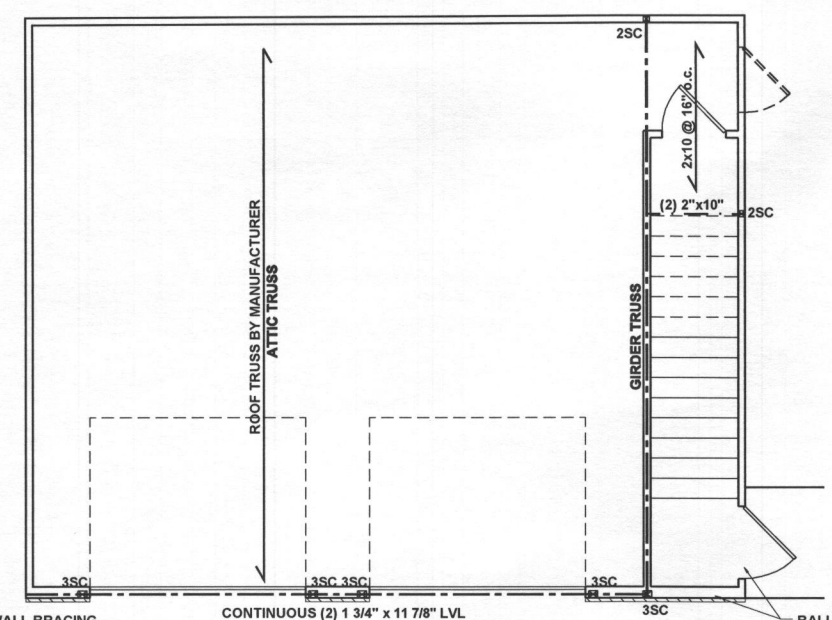 2SC
2x10 @ 16" o.c.
(2) 2"x10"
2SC
ROOF TRUSS BY MANUFACTURER
ATTIC TRUSS
GIRDER TRUSS
3SC
3SC 3SC
3SC
3SC
CONTINUOUS (2) 1 3/4" x 11 7/8" LVL
WALL BRACING